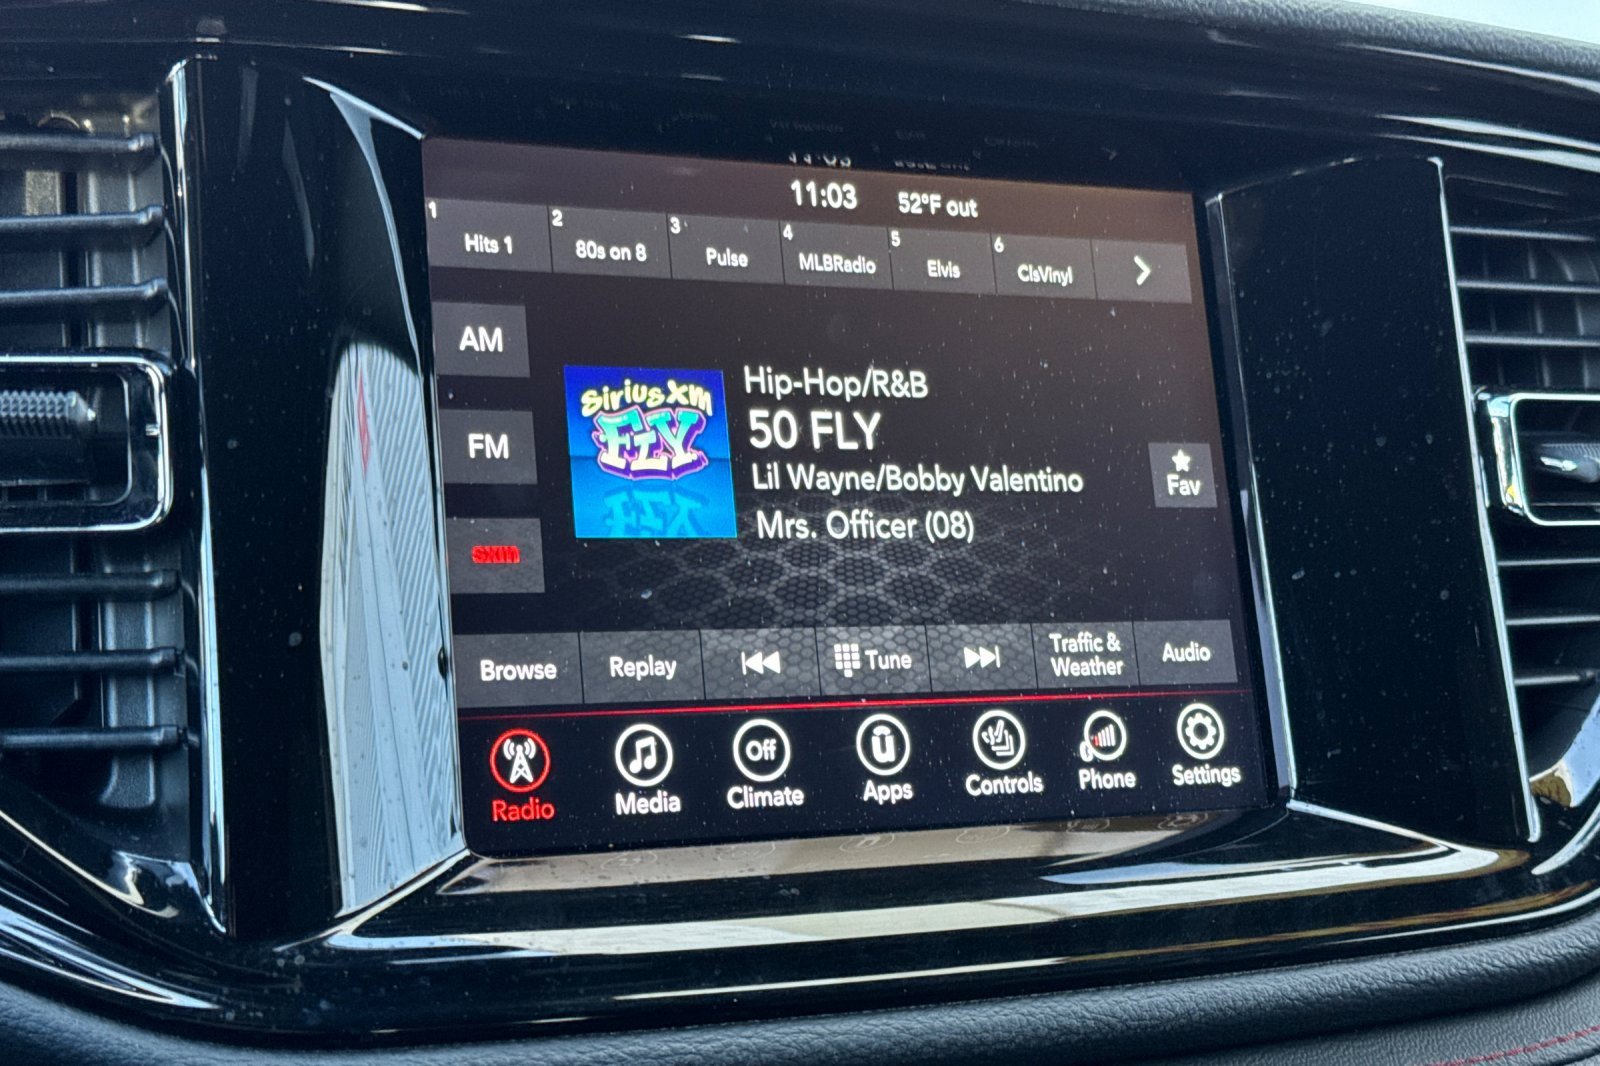 11:03 52°F out
1 Hits 1 2 80s on 8 3 Pulse 4 MLBRadio 5 Elvis 6 ClsVinyl
AM
FM
sxm
SiriusXM
FLY
Hip-Hop/R&B
50 FLY
Lil Wayne/Bobby Valentino
Mrs. Officer (08)
Fav
Browse Replay Tune Traffic & Weather Audio
Off
Radio Media Climate Apps Controls Phone Settings